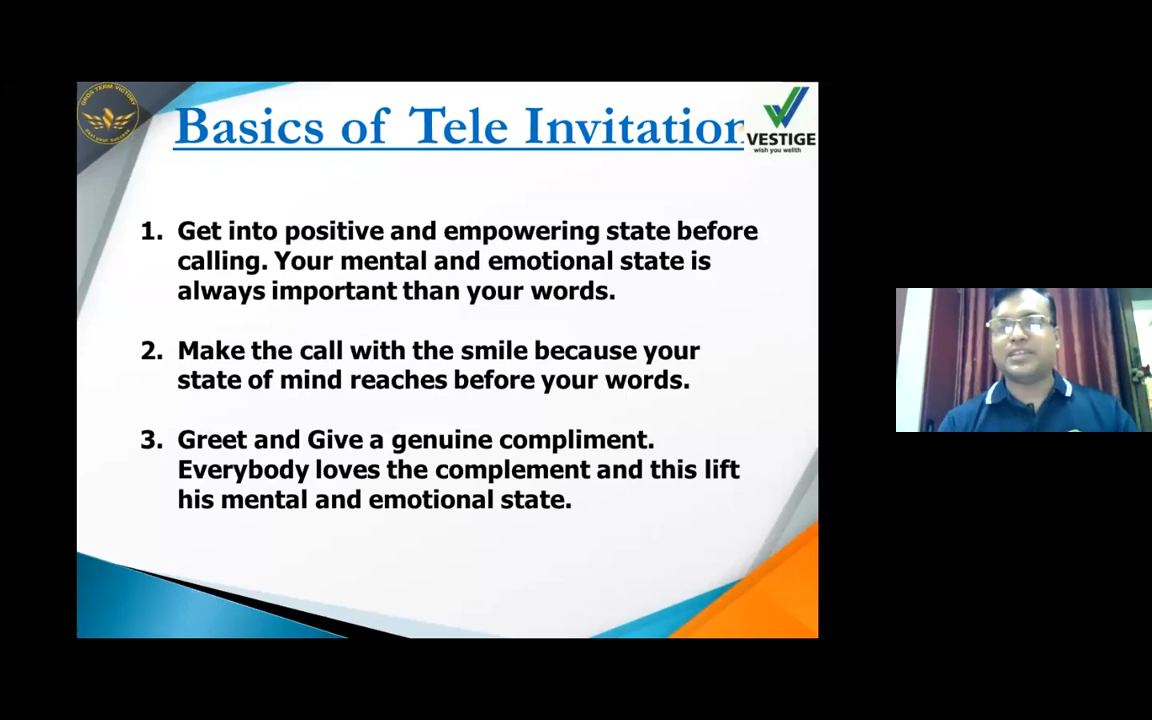 Basics of Tele Invitation
VESTIGE
wish you wellth
1. Get into positive and empowering state before
calling. Your mental and emotional state is
always important than your words.
2. Make the call with the smile because your
state of mind reaches before your words.
3. Greet and Give a genuine compliment.
Everybody loves the complement and this lift
his mental and emotional state.